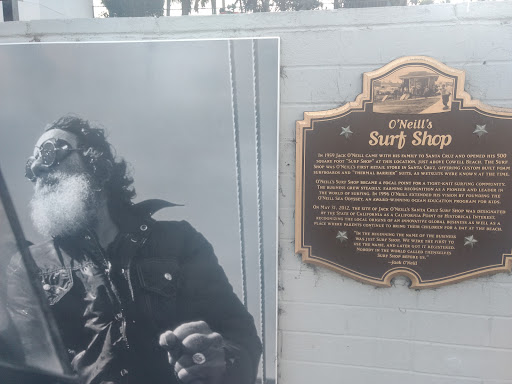 O'Neill's
Surf Shop
In 1959 Jack O'Neill came with his family to Santa Cruz and opened his 500
square foot "Surf Shop" at this location, just above Cowell Beach. The Surf
Shop was O'Neill's first retail store in Santa Cruz, offering custom built foam
surfboards and "thermal barrier" suits, as wetsuits were known at the time.
O'Neill's Surf Shop became a focal point for a tight-knit surfing community.
The business grew steadily, earning recognition as a pioneer and leader in
the world of surfing. In 1996 O'Neill extended his vision by founding the
O'Neill Sea Odyssey, an award-winning ocean education program for kids.
On May 31, 2012, the site of Jack O'Neill's Santa Cruz Surf Shop was designated
by the State of California as a California Point of Historical Interest,
recognizing the local origins of an innovative global business as well as a
place where parents continue to bring their children for a day at the beach.
"In the beginning the name of the business
was just Surf Shop. We were the first to
use the name, and later got it registered.
Nobody in the world called themselves
Surf Shop before us."
~Jack O'Neill